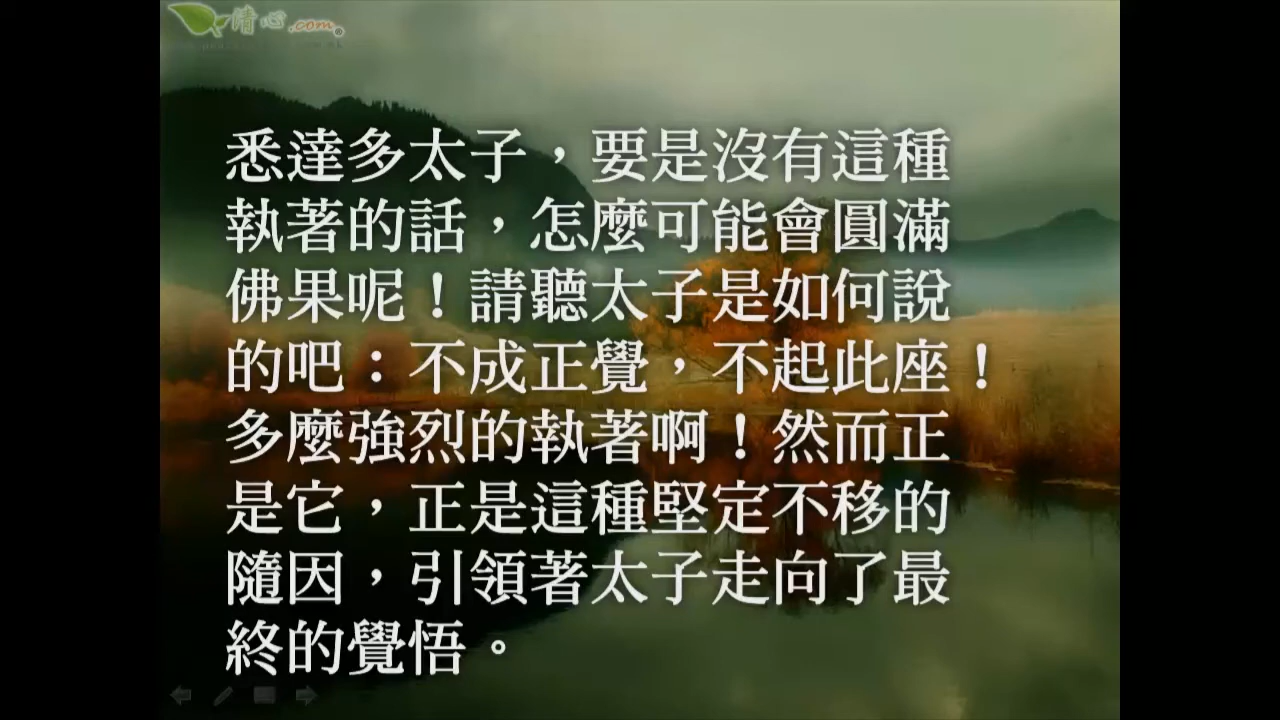 清心.com®
悉達多太子，要是沒有這種
執著的話，怎麼可能會圓滿
佛果呢！請聽太子是如何說
的吧：不成正覺，不起此座！
多麼強烈的執著啊！然而正
是它，正是這種堅定不移的
隨因，引領著太子走向了最
終的覺悟。